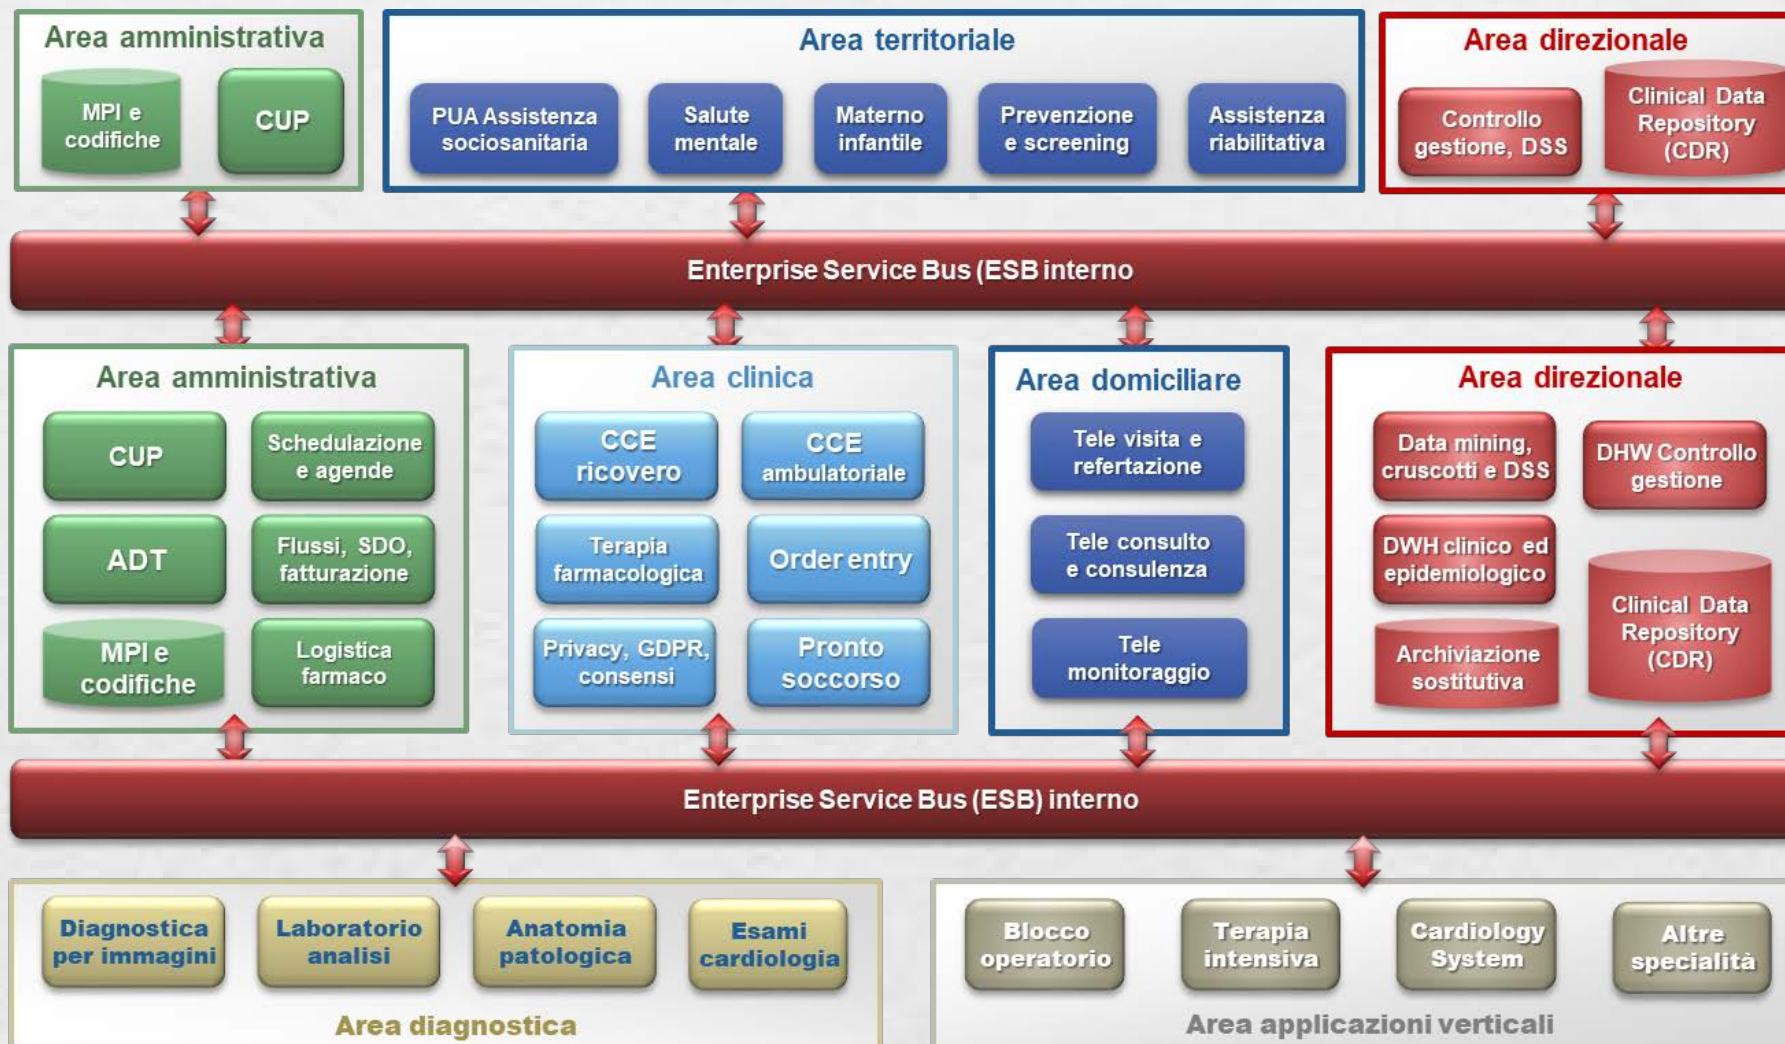 Area amministrativa
MPI e
codifiche
CUP
Area territoriale
PUA Assistenza
sociosanitaria
Salute
mentale
Materno
infantile
Prevenzione
e screening
Assistenza
riabilitativa
Area direzionale
Controllo
gestione, DSS
Clinical Data
Repository
(CDR)
Enterprise Service Bus (ESB interno
Area amministrativa
CUP
Schedulazione
e agende
ADT
Flussi, SDO,
fatturazione
MPI e
codifiche
Logistica
farmaco
Area clinica
CCE
ricovero
CCE
ambulatoriale
Terapia
farmacologica
Order entry
Privacy, GDPR,
consensi
Pronto
soccorso
Area domiciliare
Tele visita e
refertazione
Tele consulto
e consulenza
Tele
monitoraggio
Area direzionale
Data mining,
cruscotti e DSS
DHW Controllo
gestione
DWH clinico ed
epidemiologico
Archiviazione
sostitutiva
Clinical Data
Repository
(CDR)
Enterprise Service Bus (ESB) interno
Diagnostica
per immagini
Laboratorio
analisi
Anatomia
patologica
Esami
cardiologia
Area diagnostica
Blocco
operatorio
Terapia
intensiva
Cardiology
System
Altre
specialità
Area applicazioni verticali